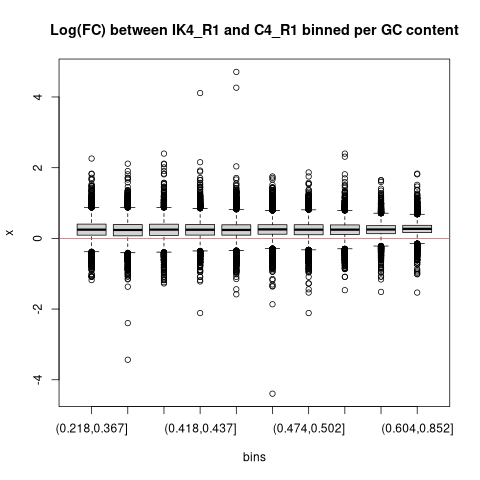 Log(FC) between IK4_R1 and C4_R1 binned per GC content
4
2
0
-2
-4
x
(0.218,0.367] (0.418,0.437] (0.474,0.502] (0.604,0.852]
bins